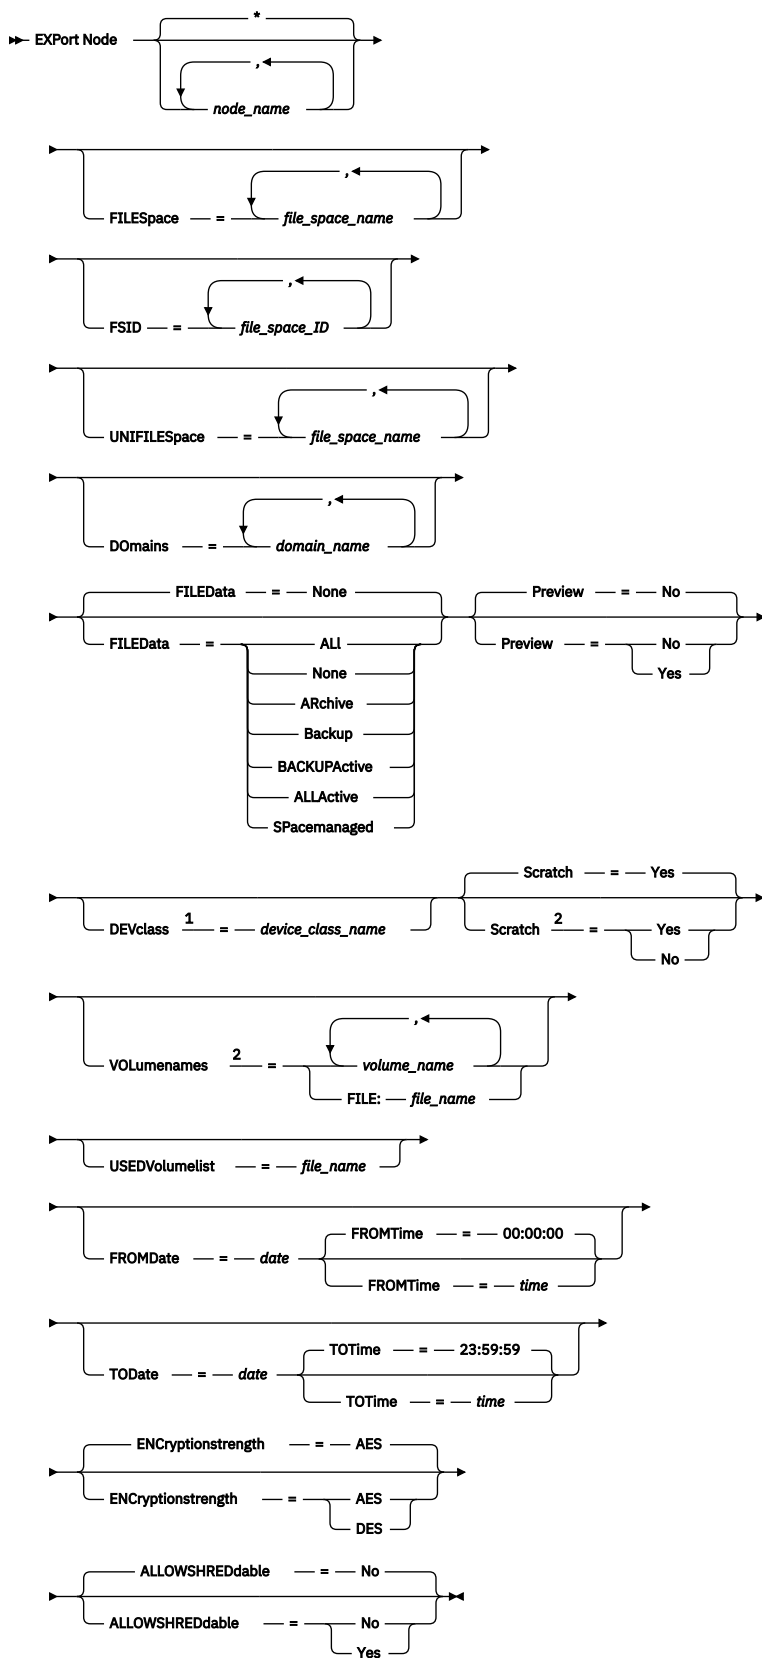 *
EXPort Node
,
node_name
,
FILESpace = file_space_name
,
FSID = file_space_ID
,
UNIFILESpace = file_space_name
,
DOmains = domain_name
FILEData = None Preview = No
FILEData = ALl Preview = No
None Yes
ARchive
Backup
BACKUPActive
ALLActive
SPacemanaged
Scratch = Yes
DEVclass 1 = device_class_name Scratch 2 = Yes
No
,
VOLumenames 2 = volume_name
FILE: file_name
USEDVolumelist = file_name
FROMTime = 00:00:00
FROMDate = date
FROMTime = time
TOTime = 23:59:59
TODate = date
TOTime = time
ENCryptionstrength = AES
ENCryptionstrength = AES
DES
ALLOWSHREDdable = No
ALLOWSHREDdable = No
Yes